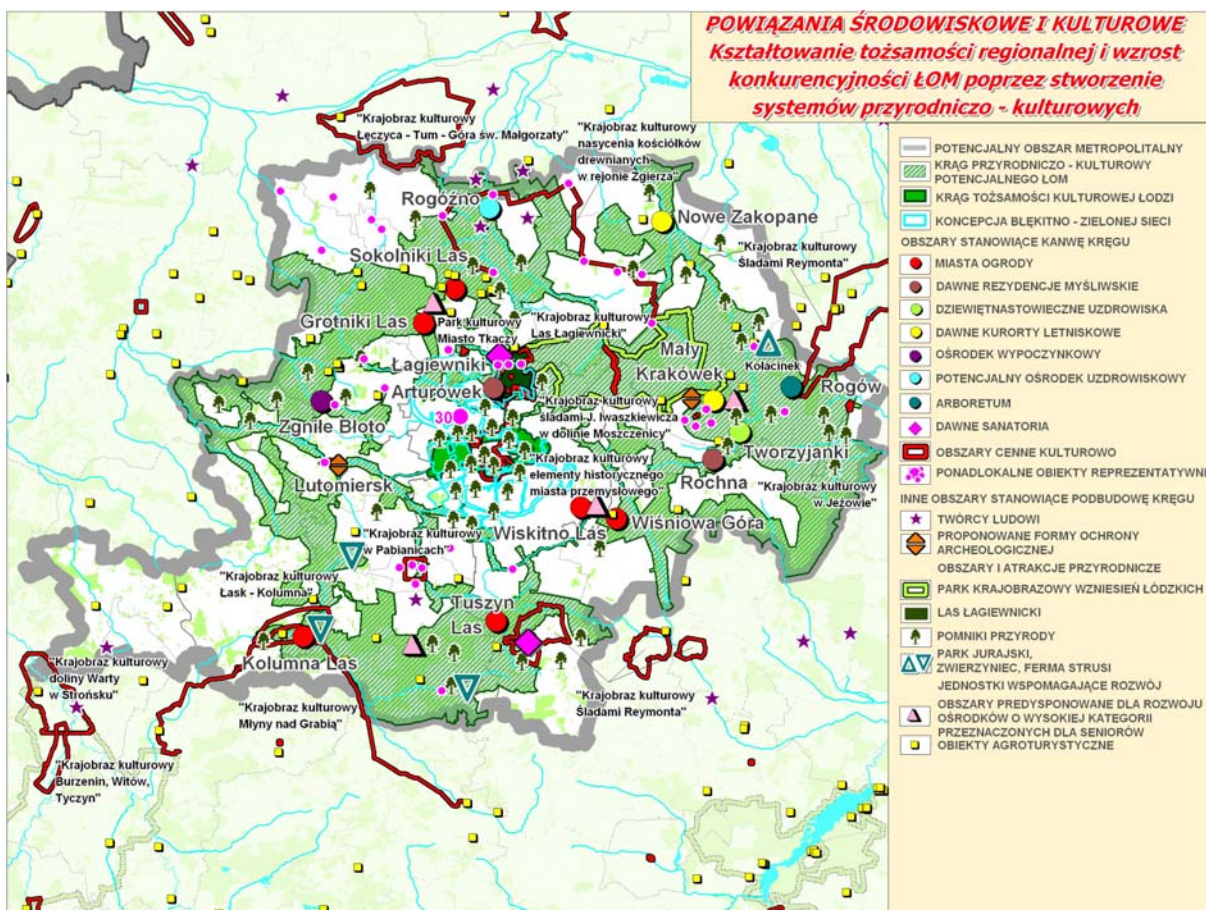 POWIĄZANIA ŚRODOWISKOWE I KULTUROWE
Kształtowanie tożsamości regionalnej i wzrost
konkurencyjności ŁOM poprzez stworzenie
systemów przyrodniczo - kulturowych
"Krajobraz kulturowy
Łęczyca - Tum - Góra św. Małgorzaty"
"Krajobraz kulturowy
nasycenia kościółków
drewnianych
w rejonie Zgierza"
Rogóźno
Nowe Zakopane
"Krajobraz kulturowy
Śladami Reymonta"
Sokolniki Las
Grotniki Las
Park kulturowy
Miasto Tkaczy
"Krajobraz kulturowy
Las Łagiewnicki"
Łagiewniki
Mały
Krakówek
Kołacinek
Rogów
Arturówek
30
Zgniłe Błoto
"Krajobraz kulturowy
śladami J. Iwaszkiewicza
w dolinie Moszczenicy"
Tworzyjanki
"Krajobraz kulturowy
elementy historycznego
miasta przemysłowego"
Lutomiersk
Rochna
"Krajobraz kulturowy
w Jeżowie"
Wiskitno Las
Wiśniowa Góra
"Krajobraz kulturowy
w Pabianicach"
"Krajobraz kulturowy
Łask - Kolumna"
Tuszyn
Las
Kolumna Las
"Krajobraz kulturowy
doliny Warty
w Strońsku"
"Krajobraz kulturowy
Młyny nad Grabią"
"Krajobraz kulturowy
Śladami Reymonta"
"Krajobraz kulturowy
Burzenin, Witów,
Tyczyn"
POTENCJALNY OBSZAR METROPOLITALNY
KRĄG PRZYRODNICZO - KULTUROWY
POTENCJALNEGO ŁOM
KRĄG TOŻSAMOŚCI KULTUROWEJ ŁODZI
KONCEPCJA BŁĘKITNO - ZIELONEJ SIECI
OBSZARY STANOWIĄCE KANWĘ KRĘGU
MIASTA OGRODY
DAWNE REZYDENCJE MYŚLIWSKIE
DZIEWIĘTNASTOWIECZNE UZDROWISKA
DAWNE KURORTY LETNISKOWE
OŚRODEK WYPOCZYNKOWY
POTENCJALNY OŚRODEK UZDROWISKOWY
ARBORETUM
DAWNE SANATORIA
OBSZARY CENNE KULTUROWO
PONADLOKALNE OBIEKTY REPREZENTATYWNE
INNE OBSZARY STANOWIĄCE PODBUDOWĘ KRĘGU
TWÓRCY LUDOWI
PROPONOWANE FORMY OCHRONY
ARCHEOLOGICZNEJ
OBSZARY I ATRAKCJE PRZYRODNICZE
PARK KRAJOBRAZOWY WZNIESIEŃ ŁÓDZKICH
LAS ŁAGIEWNICKI
POMNIKI PRZYRODY
PARK JURAJSKI,
ZWIERZYNIEC, FERMA STRUSI
JEDNOSTKI WSPOMAGAJĄCE ROZWÓJ
OBSZARY PREDYSPONOWANE DLA ROZWOJU
OŚRODKÓW O WYSOKIEJ KATEGORII
PRZEZNACZONYCH DLA SENIORÓW
OBIEKTY AGROTURYSTYCZNE